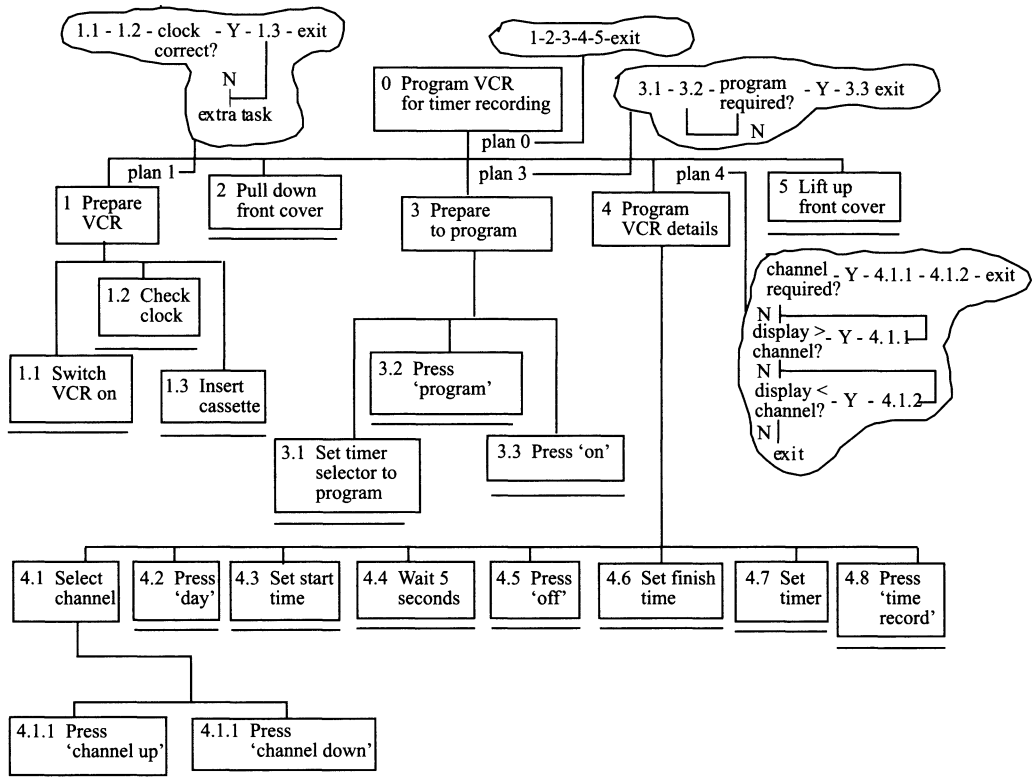 1.1 - 1.2 - clock - Y - 1.3 - exit
correct?
N
extra task
1-2-3-4-5-exit
0 Program VCR
for timer recording
3.1 - 3.2 - program - Y - 3.3 exit
required?
N
plan 0
plan 1
plan 3
plan 4
1 Prepare
VCR
2 Pull down
front cover
3 Prepare
to program
4 Program
VCR details
5 Lift up
front cover
1.2 Check
clock
1.1 Switch
VCR on
1.3 Insert
cassette
3.2 Press
‘program’
3.1 Set timer
selector to
program
3.3 Press ‘on’
channel - Y - 4.1.1 - 4.1.2 - exit
required?
N
display > - Y - 4.1.1
channel?
N
display < - Y - 4.1.2
channel?
N
exit
4.1 Select
channel
4.2 Press
‘day’
4.3 Set start
time
4.4 Wait 5
seconds
4.5 Press
‘off’
4.6 Set finish
time
4.7 Set
timer
4.8 Press
‘time
record’
4.1.1 Press
‘channel up’
4.1.1 Press
‘channel down’